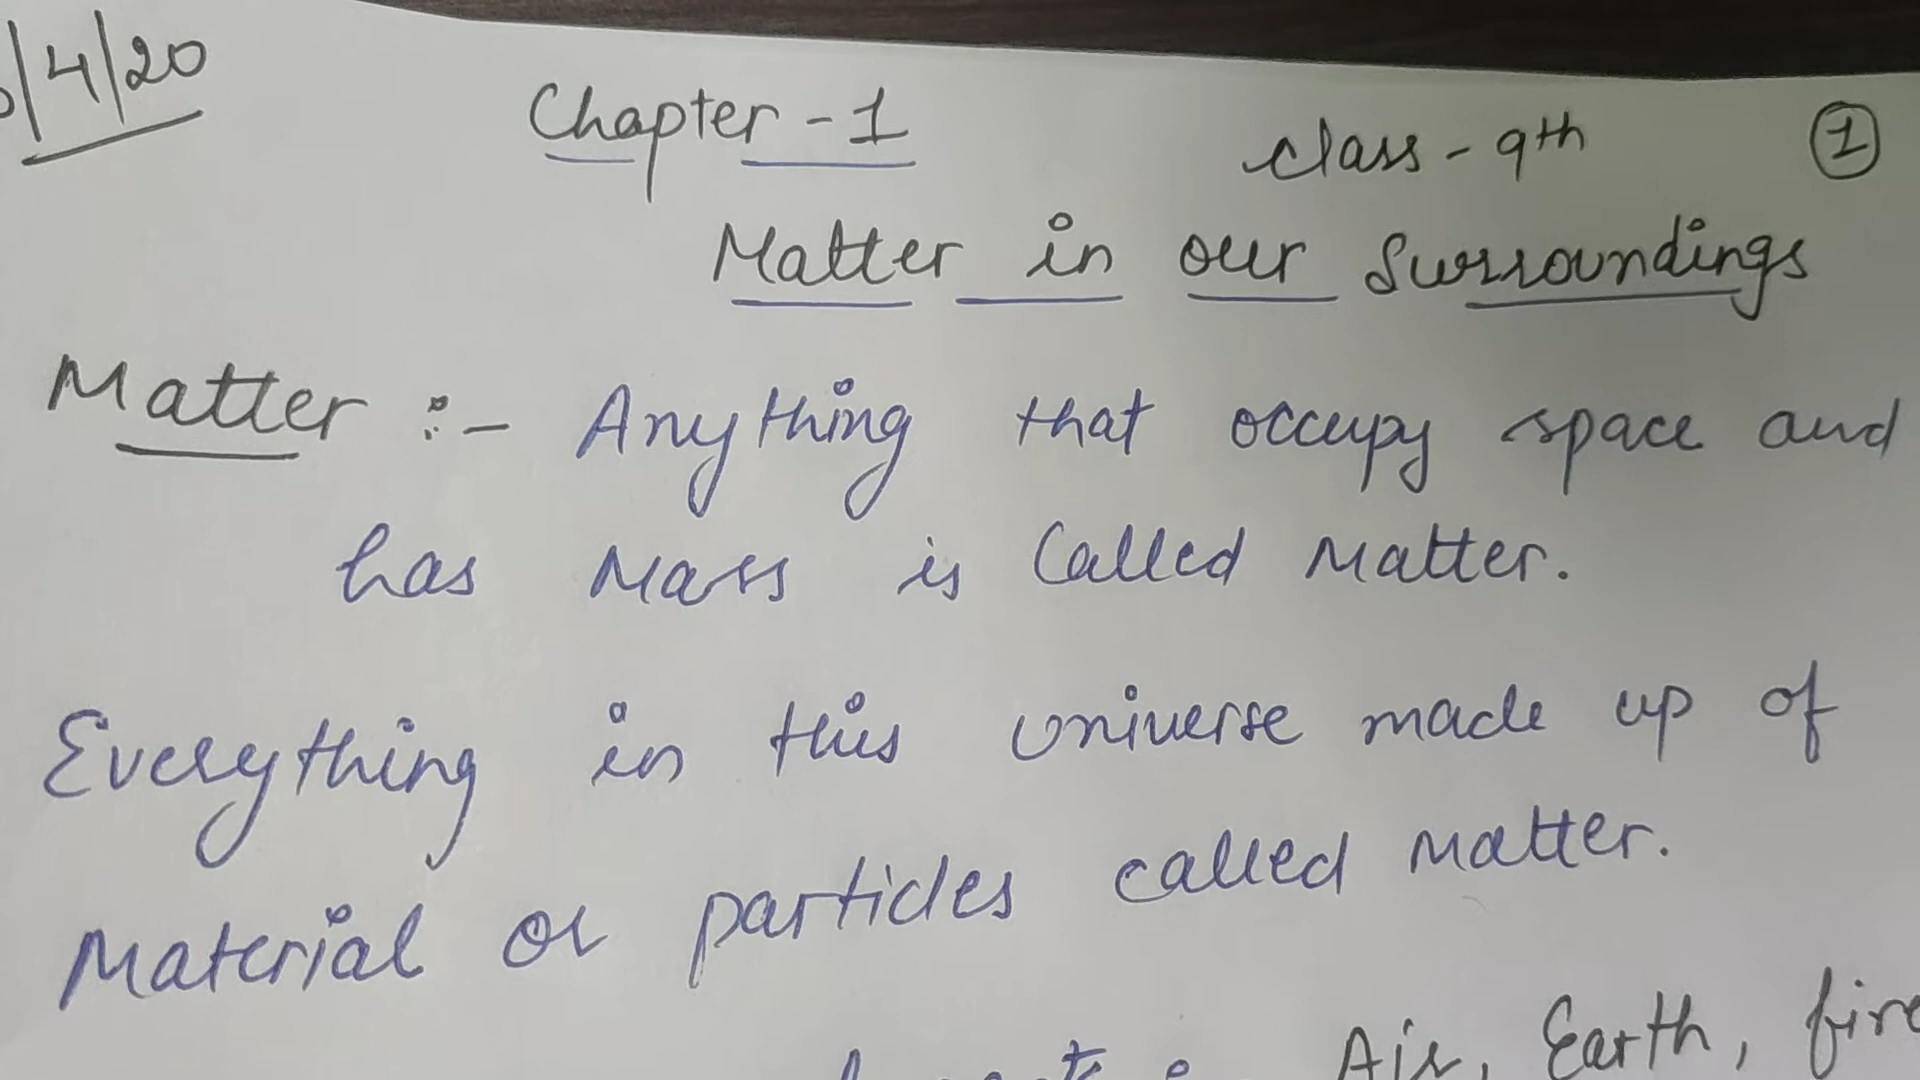 /4/20
Chapter - 1
class - 9th
1
Matter in our Surroundings
Matter :- Anything that occupy space and
has Mass is Called Matter.
Everything in this universe made up of
Material or particles called Matter.
Air, Earth, fire